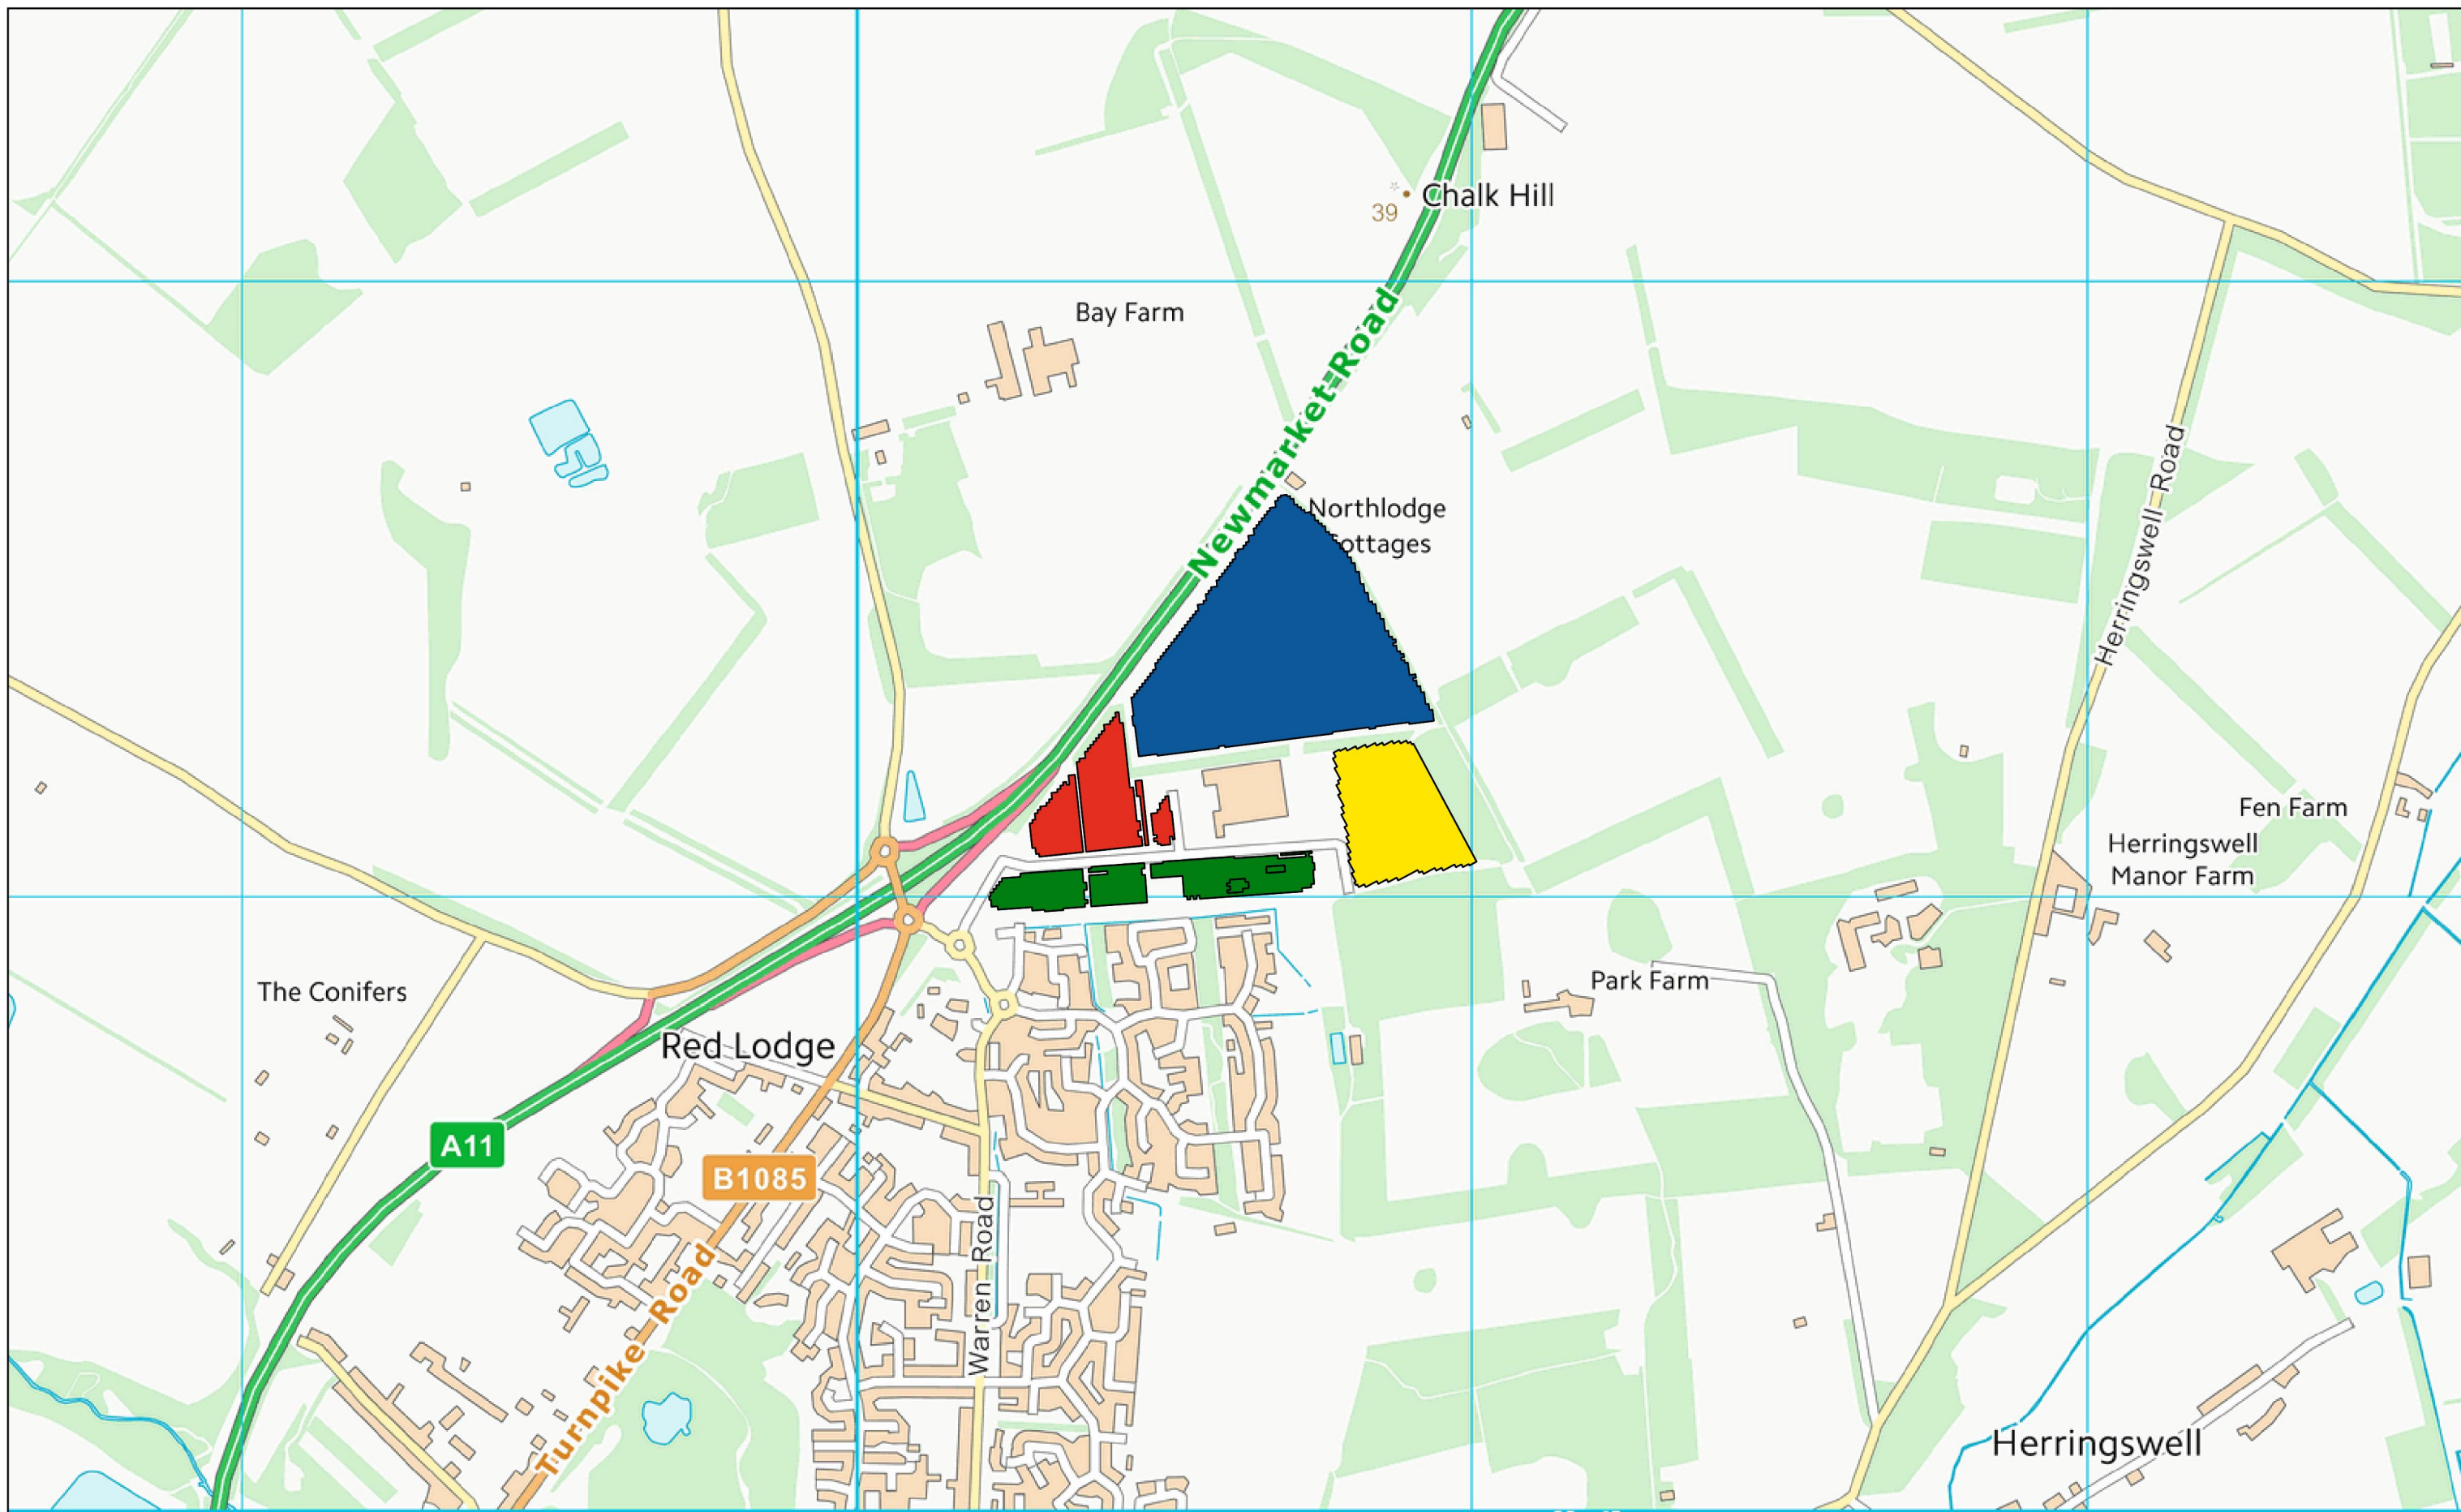 Chalk Hill
39
Bay Farm
Newmarket Road
Northlodge
Cottages
Herringswell Road
Fen Farm
Herringswell
Manor Farm
The Conifers
Park Farm
Red Lodge
A11
B1085
Warren Road
Turnpike Road
Herringswell